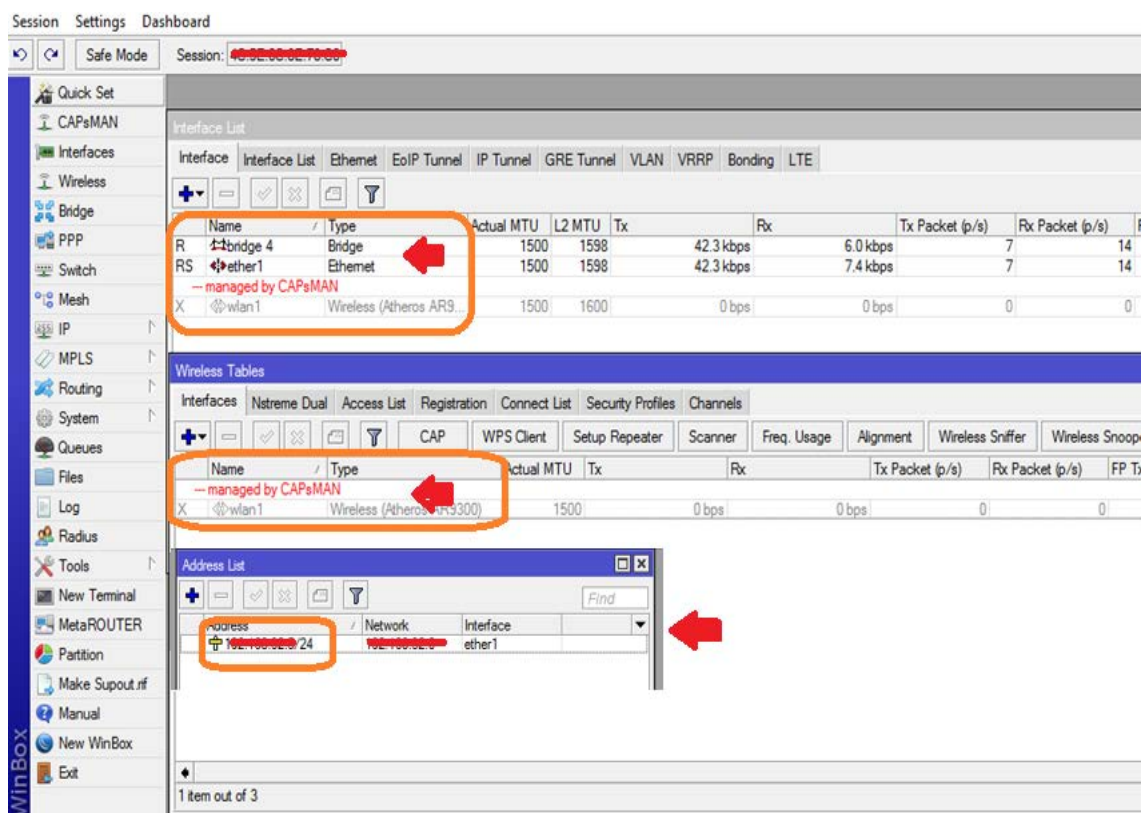 Session Settings Dashboard
Safe Mode Session:
Quick Set
CAPsMAN
Interfaces
Wireless
Bridge
PPP
Switch
Mesh
IP
MPLS
Routing
System
Queues
Files
Log
Radius
Tools
New Terminal
MetaROUTER
Partition
Make Supout.rif
Manual
New WinBox
Exit
WinBox
Interface List
Interface Interface List Ethernet EoIP Tunnel IP Tunnel GRE Tunnel VLAN VRRP Bonding LTE
Name / Type Actual MTU L2 MTU Tx Rx Tx Packet (p/s) Rx Packet (p/s)
R bridge 4 Bridge 1500 1598 42.3 kbps 6.0 kbps 7 14
RS ether1 Ethernet 1500 1598 42.3 kbps 7.4 kbps 7 14
--- managed by CAPsMAN
X wlan1 Wireless (Atheros AR9... 1500 1600 0 bps 0 bps 0 0
Wireless Tables
Interfaces Nstreme Dual Access List Registration Connect List Security Profiles Channels
CAP WPS Client Setup Repeater Scanner Freq. Usage Alignment Wireless Sniffer Wireless Snoope
Name / Type Actual MTU Tx Rx Tx Packet (p/s) Rx Packet (p/s) FP Tx
--- managed by CAPsMAN
X wlan1 Wireless (Atheros AR9300) 1500 0 bps 0 bps 0 0
Address List
Find
Address / Network Interface
/24 ether1
1 item out of 3